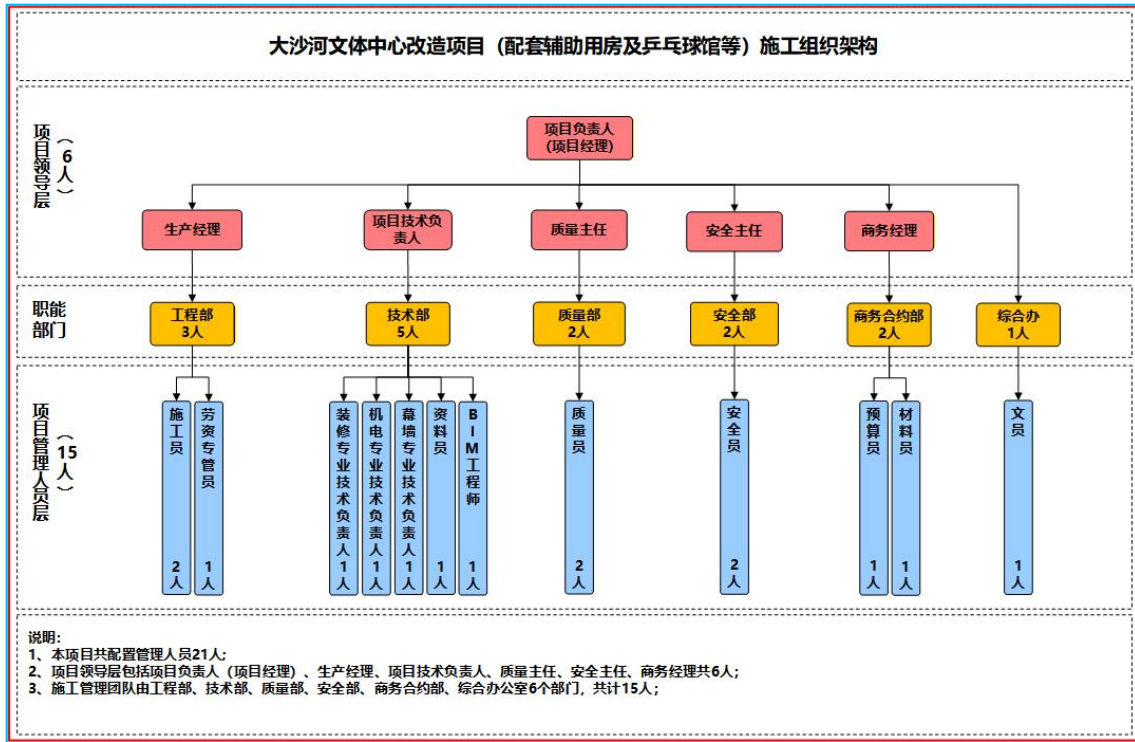 大沙河文体中心改造项目（配套辅助用房及乒乓球馆等）施工组织架构
项目领导层（6人）
项目负责人
（项目经理）
生产经理
项目技术负
责人
质量主任
安全主任
商务经理
职能
部门
工程部
3人
技术部
5人
质量部
2人
安全部
2人
商务合约部
2人
综合办
1人
项目管理人员层（15人）
施工员 2人
劳资专管员 1人
装修专业技术负责人 1人
机电专业技术负责人 1人
幕墙专业技术负责人 1人
资料员 1人
BIM工程师 1人
质量员 2人
安全员 2人
预算员 1人
材料员 1人
文员 1人
说明：
1、本项目共配置管理人员21人；
2、项目领导层包括项目负责人（项目经理）、生产经理、项目技术负责人、质量主任、安全主任、商务经理共6人；
3、施工管理团队由工程部、技术部、质量部、安全部、商务合约部、综合办公室6个部门，共计15人；